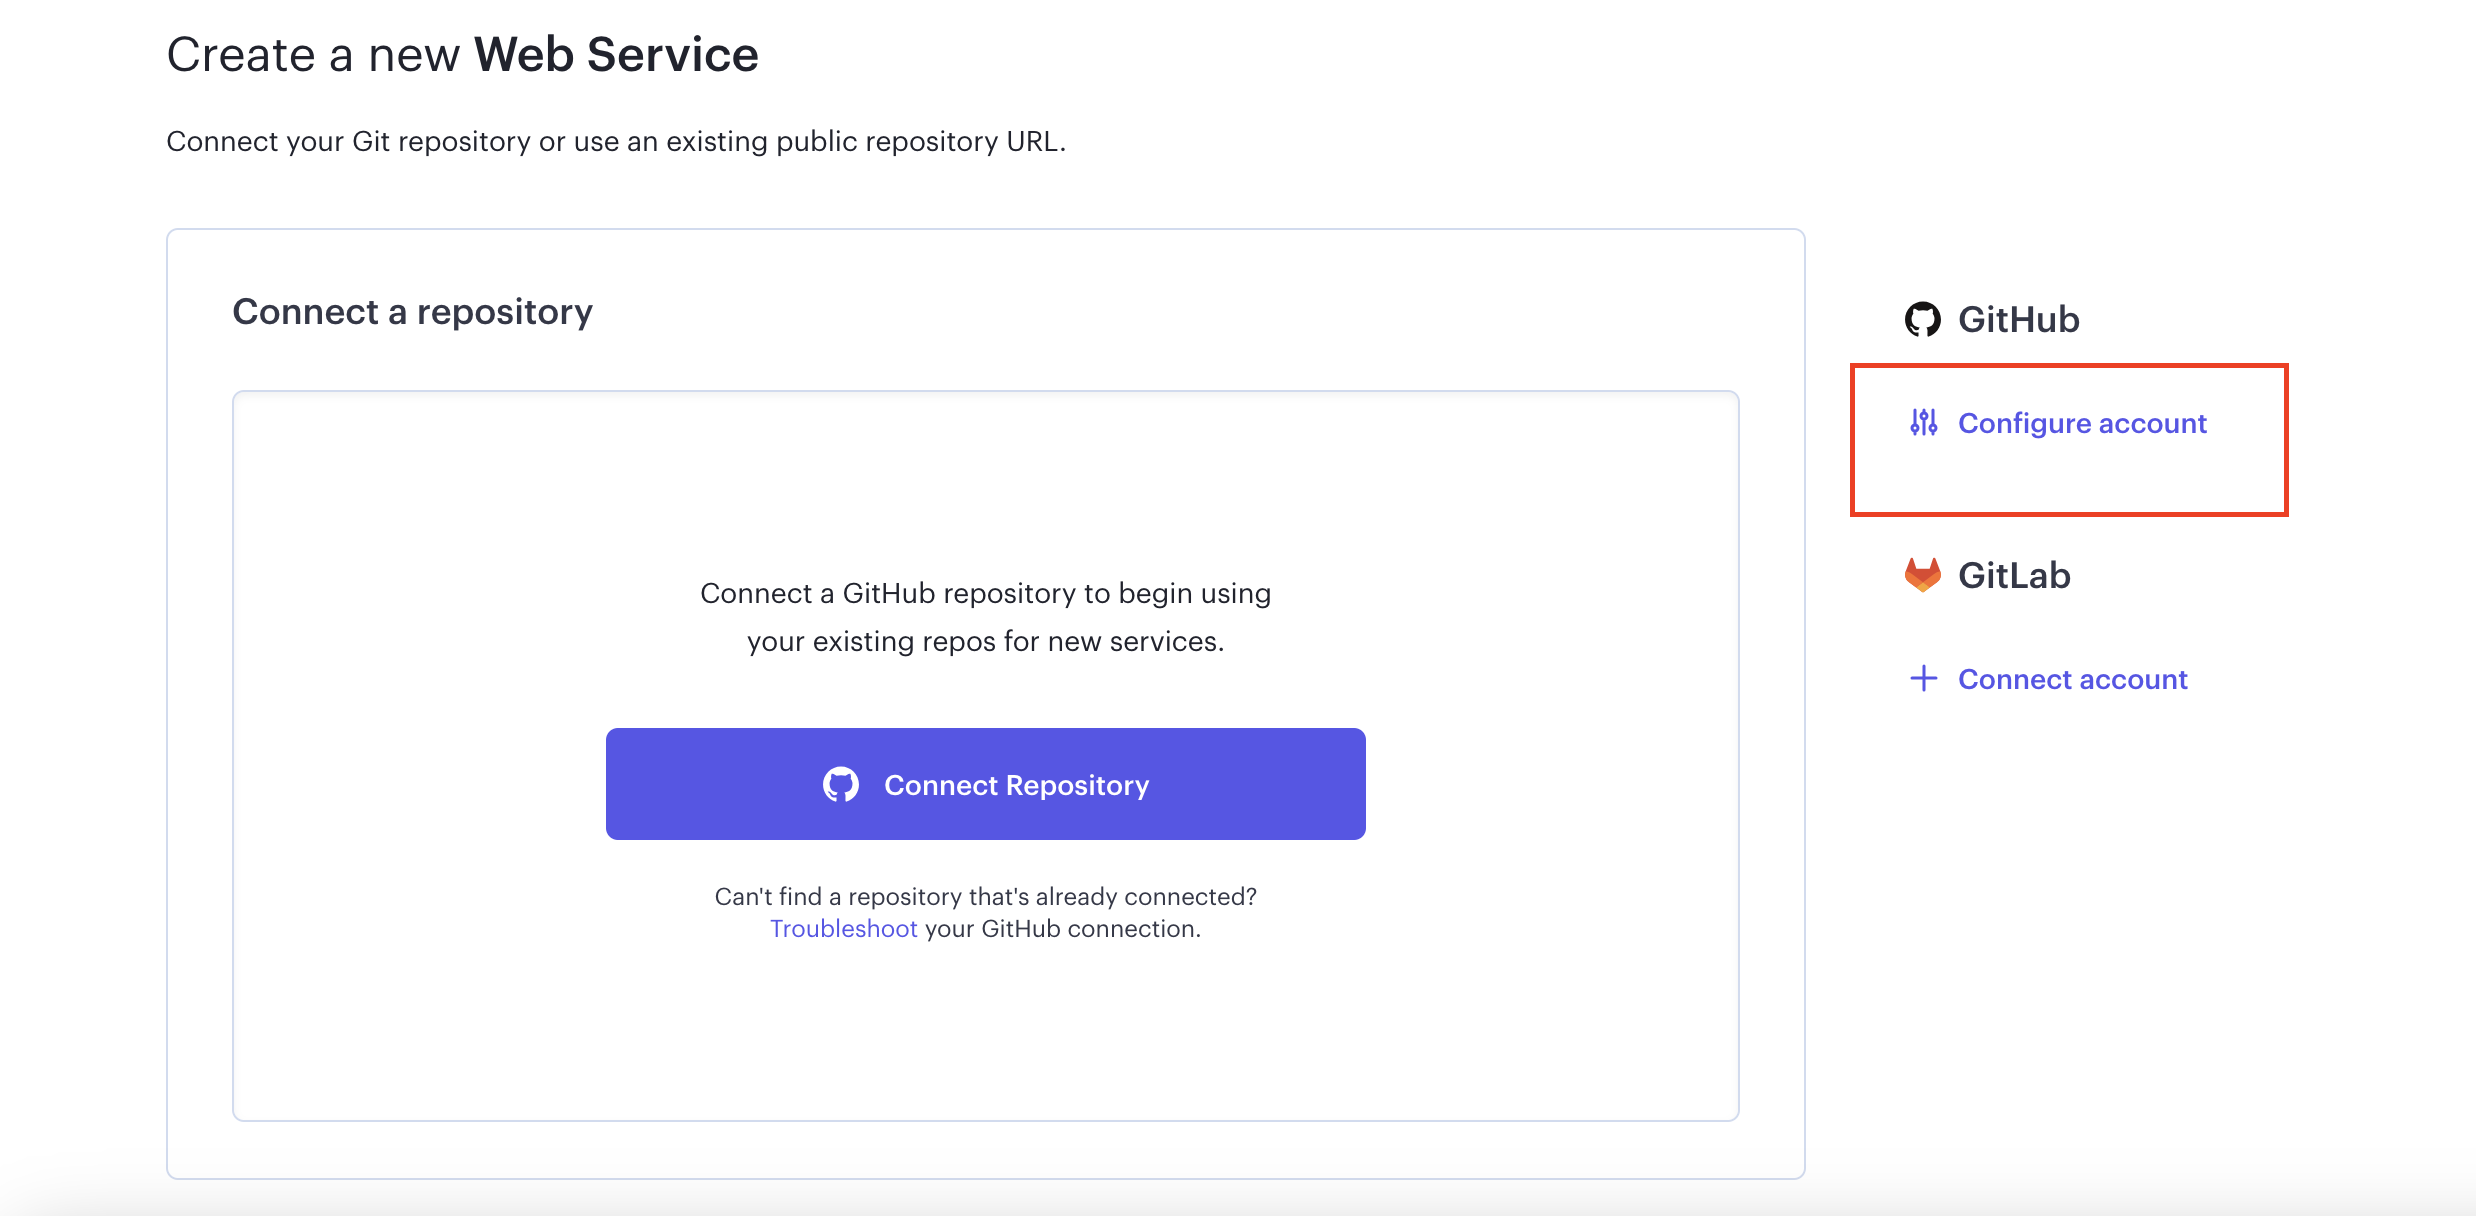 Create a new Web Service
Connect your Git repository or use an existing public repository URL.
Connect a repository
Connect a GitHub repository to begin using
your existing repos for new services.
Connect Repository
Can't find a repository that's already connected?
Troubleshoot your GitHub connection.
GitHub
Configure account
GitLab
Connect account